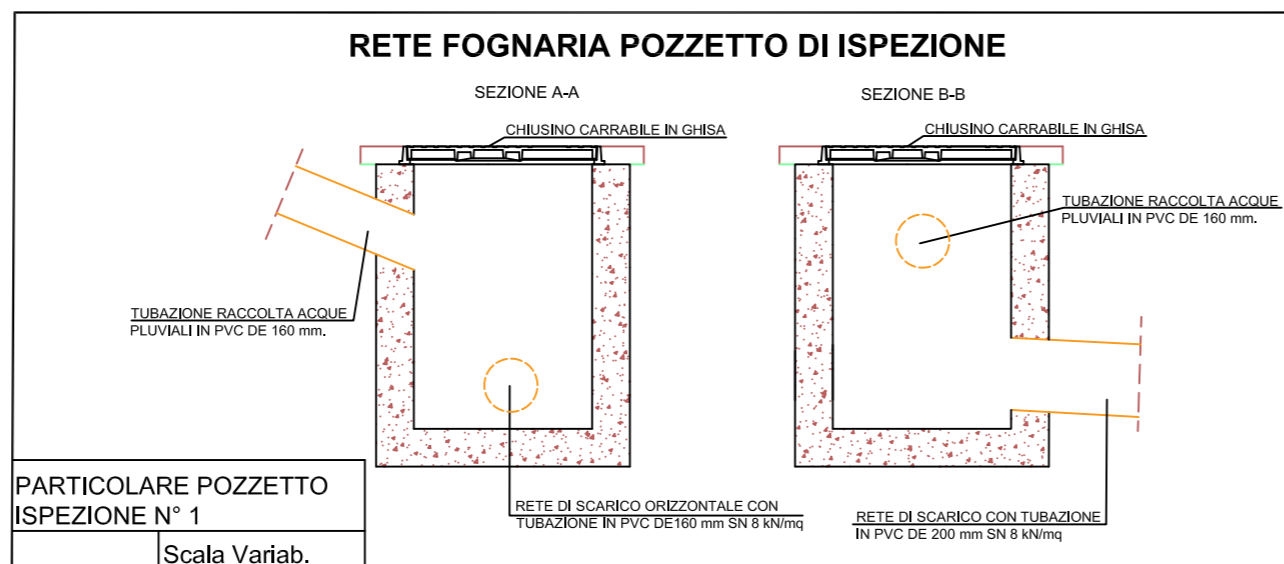 RETE FOGNARIA POZZETTO DI ISPEZIONE
SEZIONE A-A
SEZIONE B-B
CHIUSINO CARRABILE IN GHISA
CHIUSINO CARRABILE IN GHISA
TUBAZIONE RACCOLTA ACQUE
PLUVIALI IN PVC DE 160 mm.
TUBAZIONE RACCOLTA ACQUE
PLUVIALI IN PVC DE 160 mm.
RETE DI SCARICO ORIZZONTALE CON
TUBAZIONE IN PVC DE160 mm SN 8 kN/mq
RETE DI SCARICO CON TUBAZIONE
IN PVC DE 200 mm SN 8 kN/mq
PARTICOLARE POZZETTO
ISPEZIONE N° 1
Scala Variab.